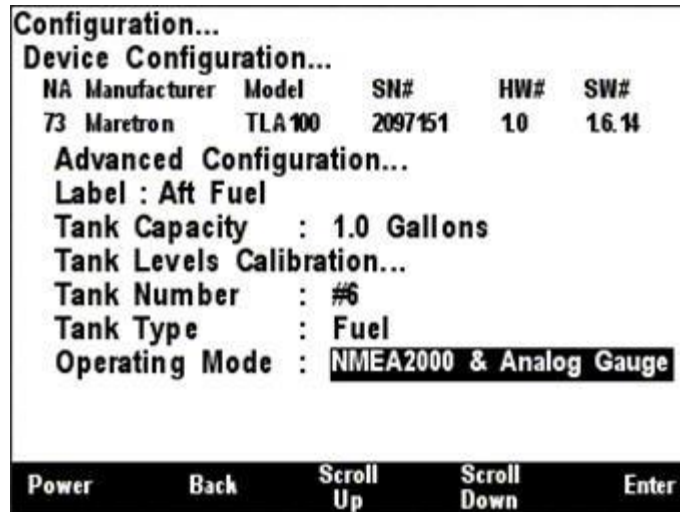 Configuration...
Device Configuration...
NA Manufacturer Model SN# HW# SW#
73 Maretron TLA100 2097151 1.0 1.6.14
Advanced Configuration...
Label : Aft Fuel
Tank Capacity : 1.0 Gallons
Tank Levels Calibration...
Tank Number : #6
Tank Type : Fuel
Operating Mode : NMEA2000 & Analog Gauge
Power Back Scroll Up Scroll Down Enter